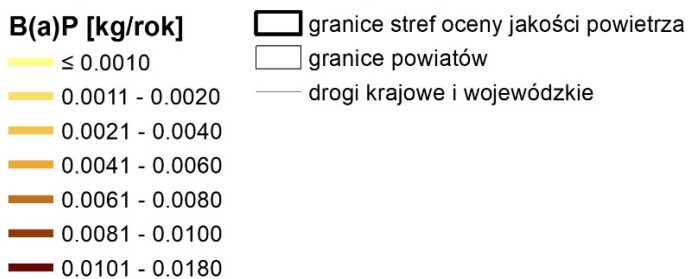 B(a)P [kg/rok]
≤ 0.0010
0.0011 - 0.0020
0.0021 - 0.0040
0.0041 - 0.0060
0.0061 - 0.0080
0.0081 - 0.0100
0.0101 - 0.0180
granice stref oceny jakości powietrza
granice powiatów
drogi krajowe i wojewódzkie